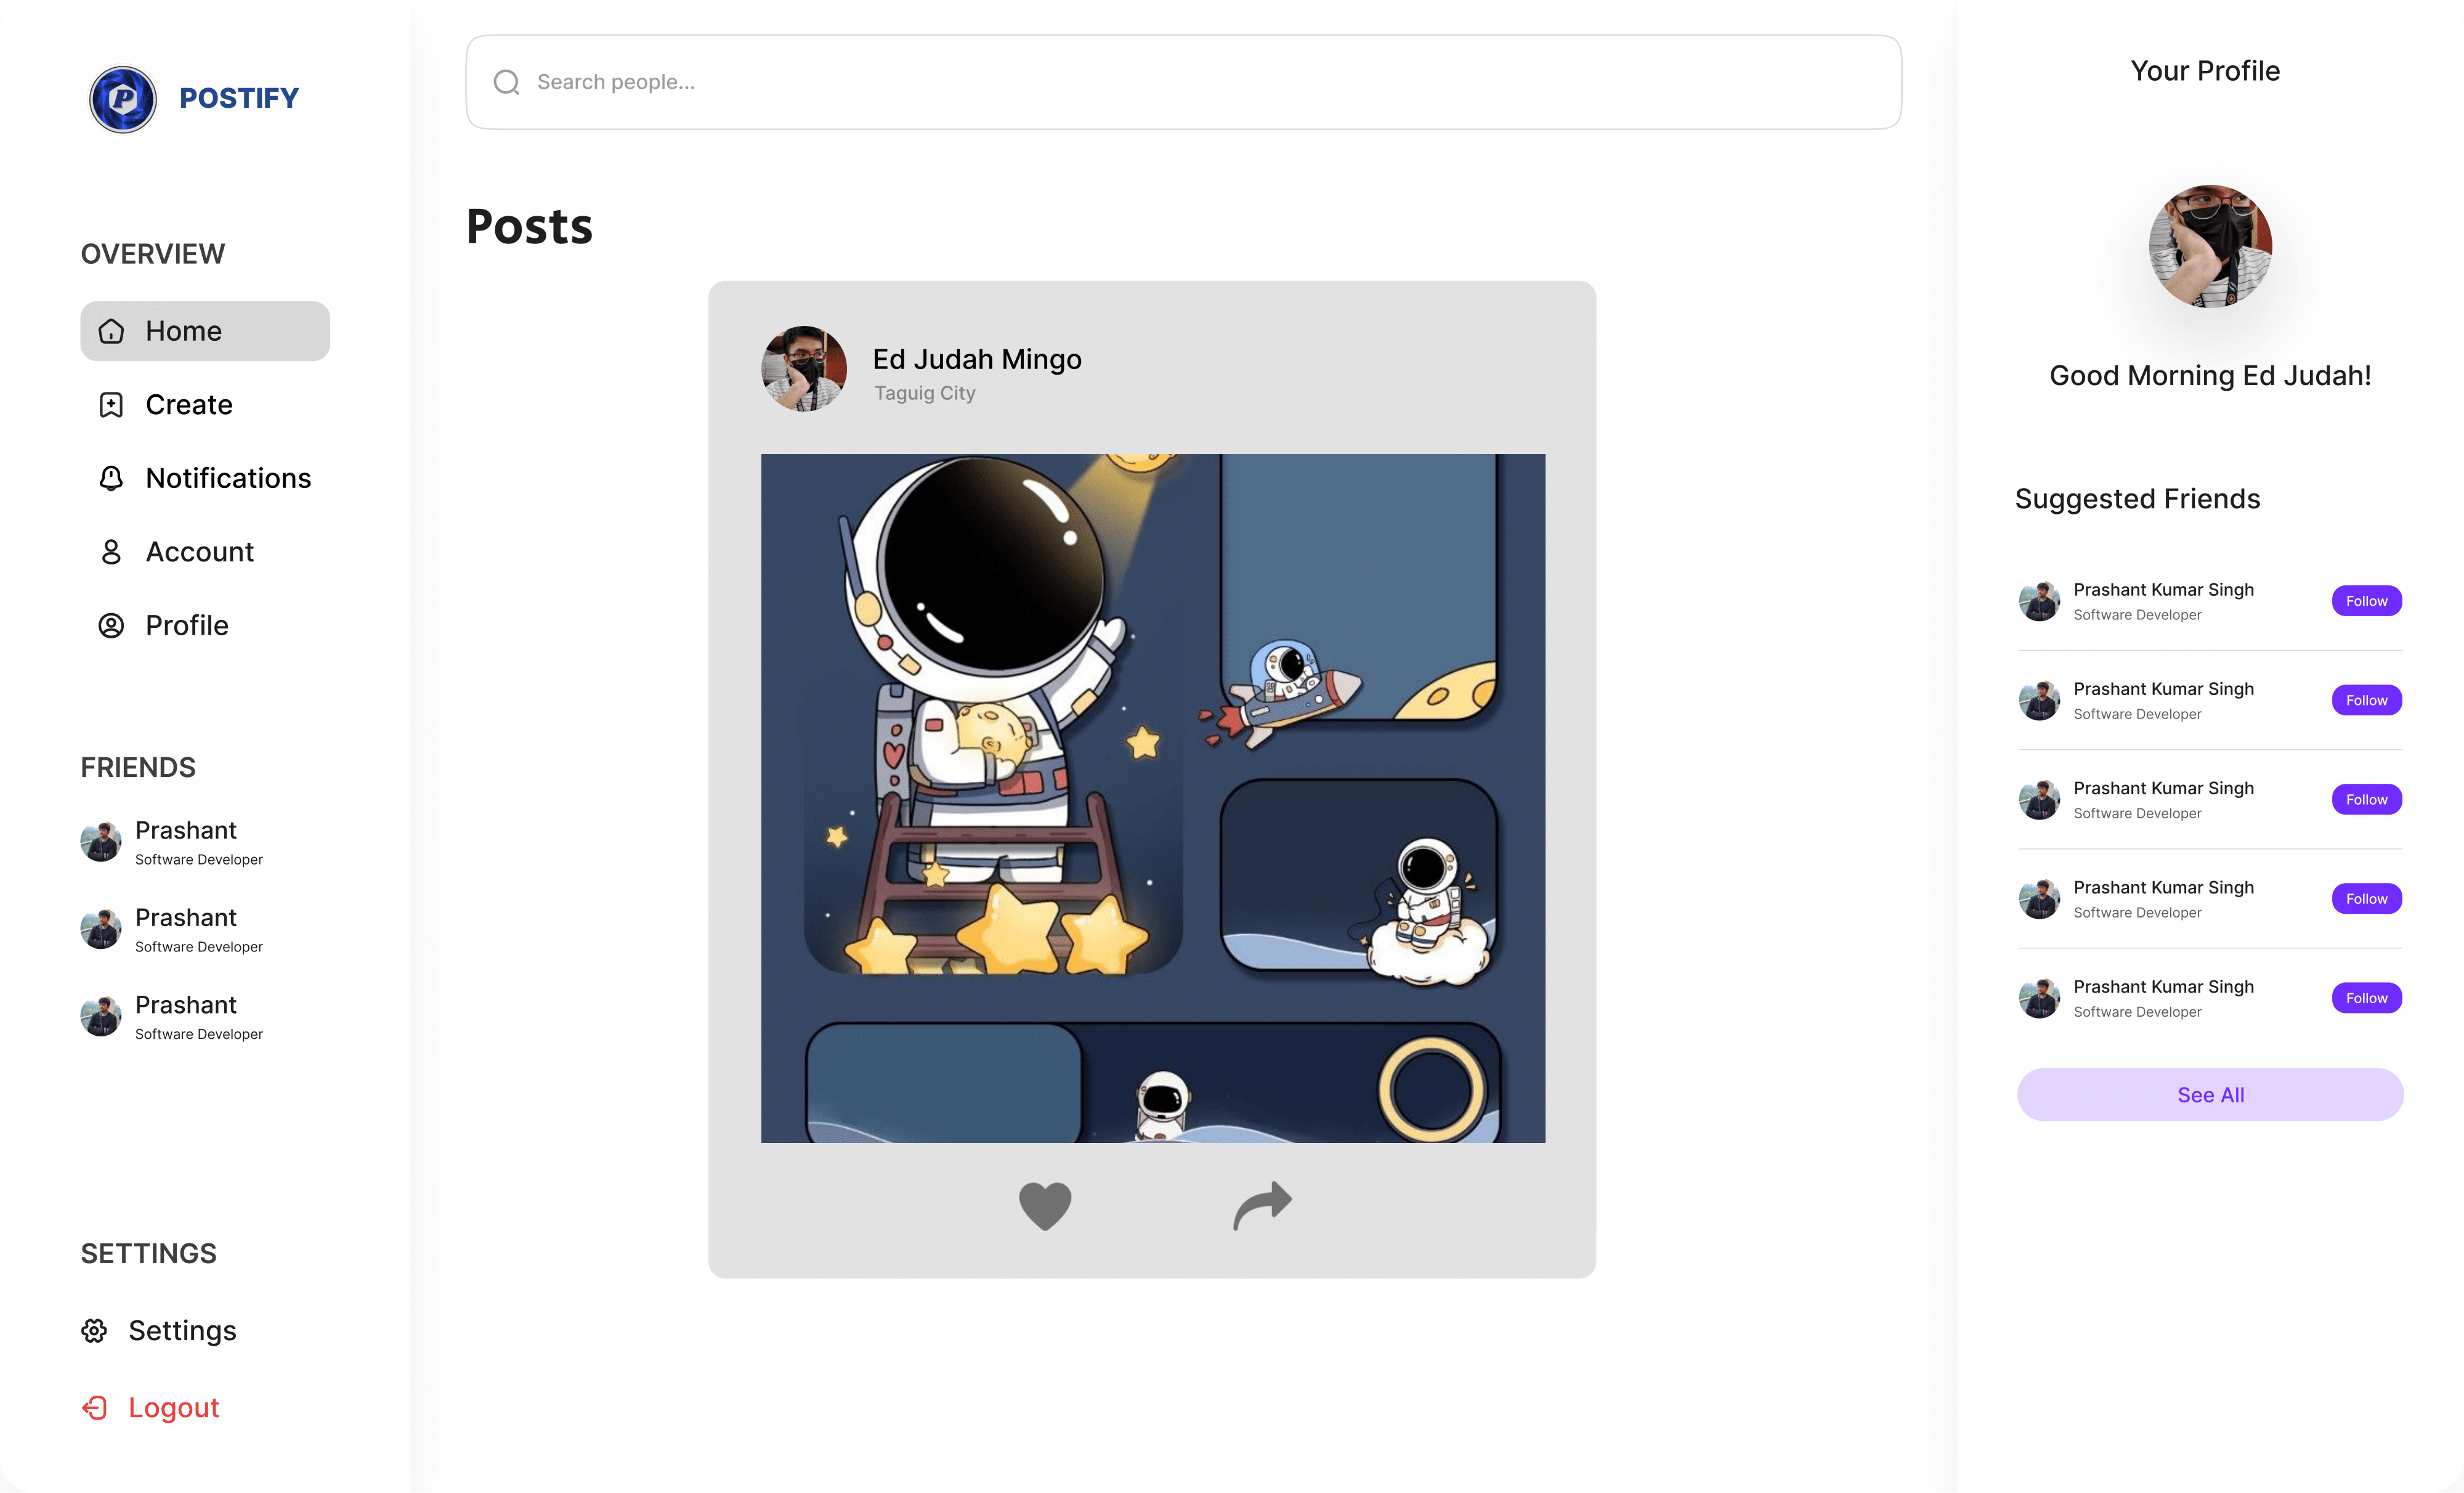 POSTIFY
OVERVIEW
Home
Create
Notifications
Account
Profile
FRIENDS
Prashant
Software Developer
Prashant
Software Developer
Prashant
Software Developer
SETTINGS
Settings
Logout
Search people...
Posts
Ed Judah Mingo
Taguig City
Your Profile
Good Morning Ed Judah!
Suggested Friends
Prashant Kumar Singh
Software Developer
Follow
Prashant Kumar Singh
Software Developer
Follow
Prashant Kumar Singh
Software Developer
Follow
Prashant Kumar Singh
Software Developer
Follow
Prashant Kumar Singh
Software Developer
Follow
See All